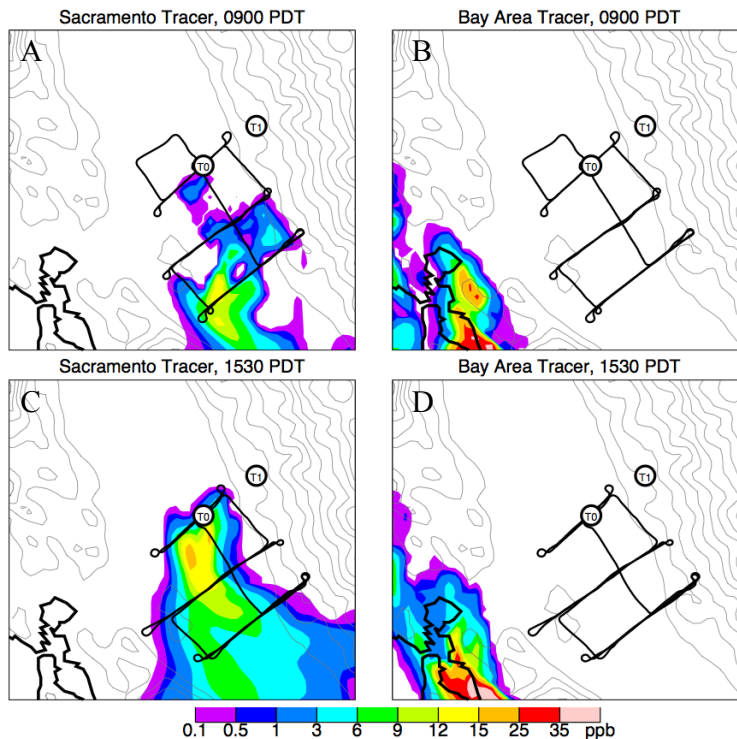 Sacramento Tracer, 0900 PDT
Bay Area Tracer, 0900 PDT
A
B
T1
T1
T0
T0
Sacramento Tracer, 1530 PDT
Bay Area Tracer, 1530 PDT
C
D
T1
T1
T0
T0
0.1 0.5 1 3 6 9 12 15 25 35 ppb